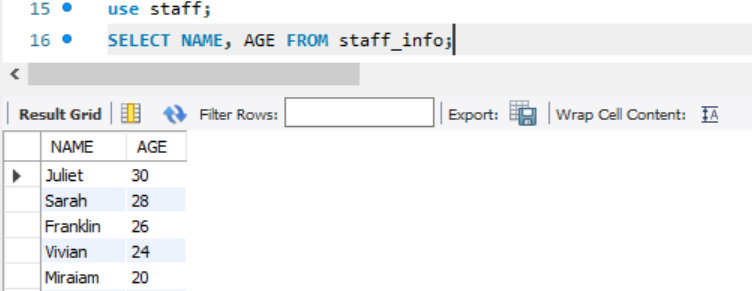 15 use staff;
16 SELECT NAME, AGE FROM staff_info;
Result Grid Filter Rows: Export: Wrap Cell Content: IA
NAME AGE
Juliet 30
Sarah 28
Franklin 26
Vivian 24
Miraiam 20